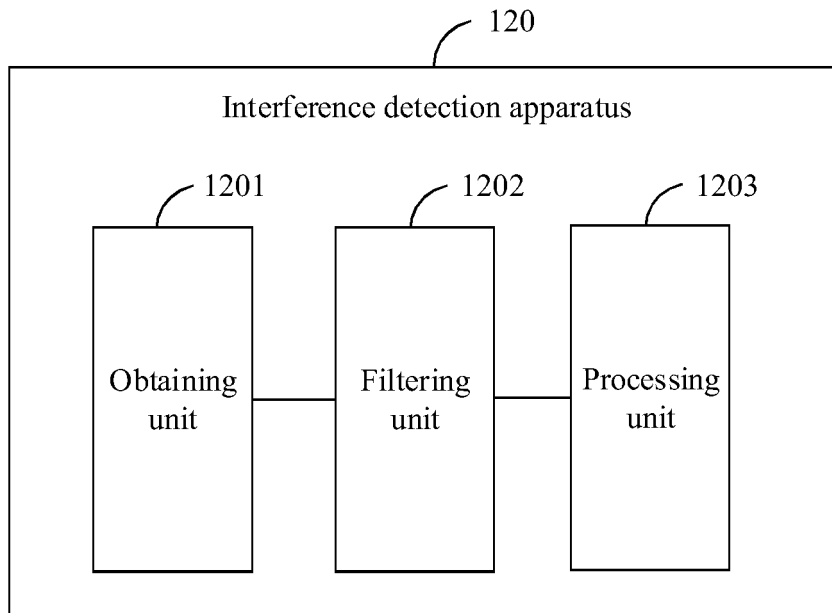 120
Interference detection apparatus
1201
1202
1203
Obtaining
unit
Filtering
unit
Processing
unit